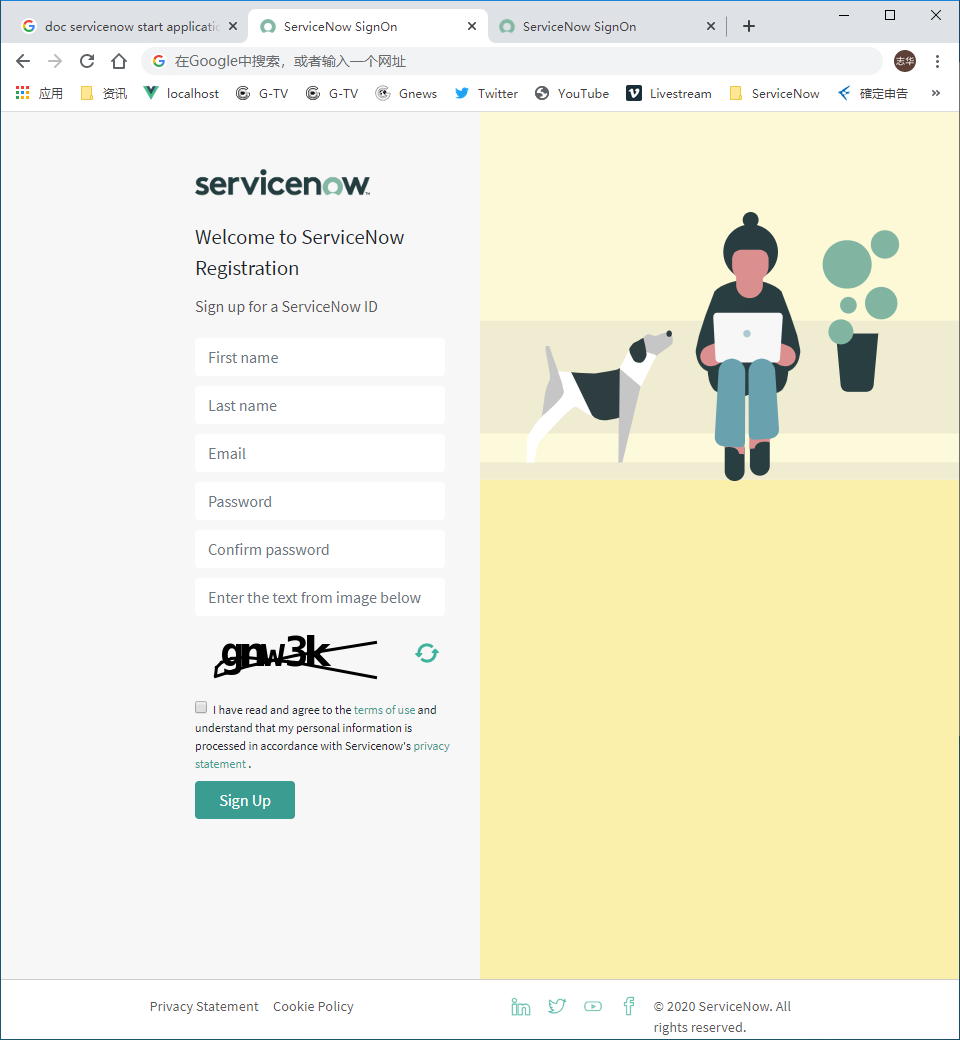 doc servicenow start applicatio
ServiceNow SignOn
ServiceNow SignOn
在Google中搜索，或者输入一个网址
志华
应用
资讯
localhost
G-TV
G-TV
Gnews
Twitter
YouTube
Livestream
ServiceNow
確定申告
»
servicenow™
Welcome to ServiceNow
Registration
Sign up for a ServiceNow ID
First name
Last name
Email
Password
Confirm password
Enter the text from image below
gnw3k
I have read and agree to the terms of use and
understand that my personal information is
processed in accordance with Servicenow's privacy
statement .
Sign Up
Privacy Statement
Cookie Policy
© 2020 ServiceNow. All
rights reserved.